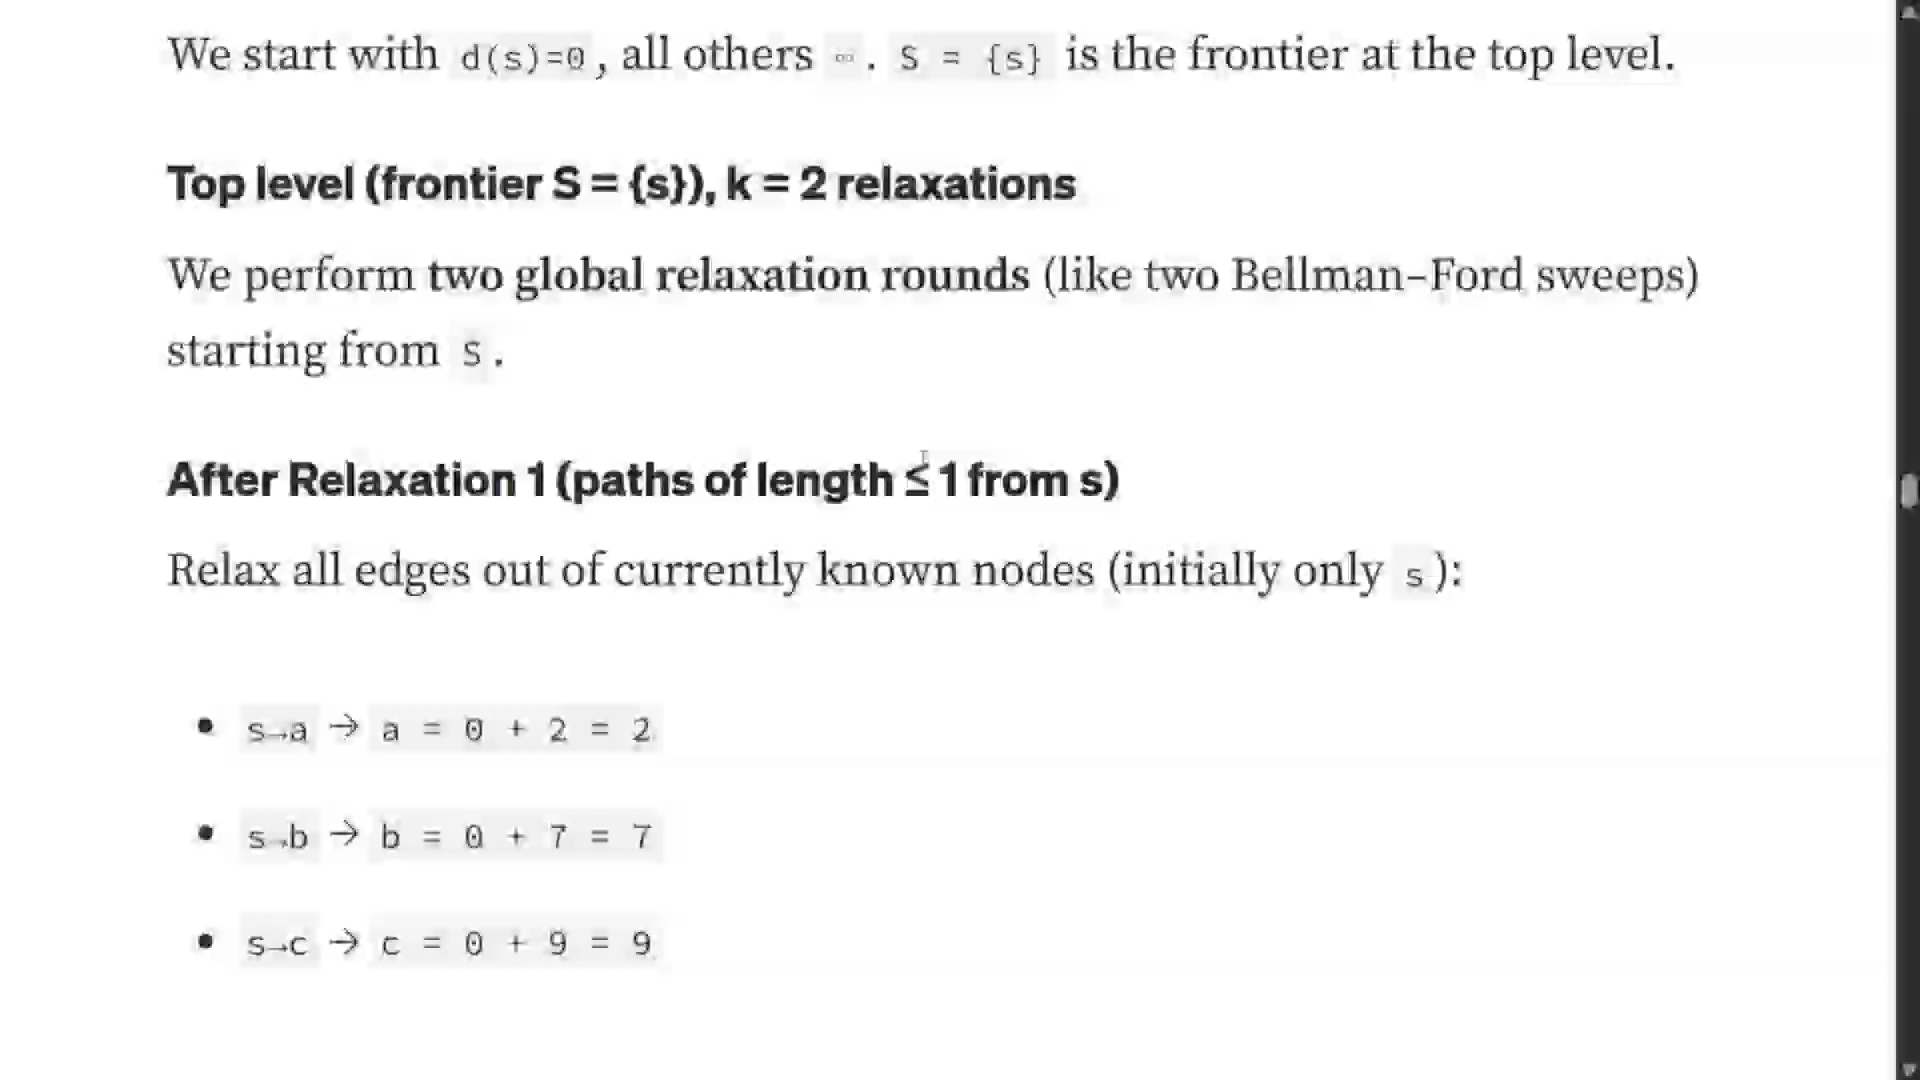 We start with d(s)=0, all others ∞. S = {s} is the frontier at the top level.
Top level (frontier S = {s}), k = 2 relaxations
We perform two global relaxation rounds (like two Bellman–Ford sweeps)
starting from s.
After Relaxation 1 (paths of length ≤ 1 from s)
Relax all edges out of currently known nodes (initially only s):
• s→a → a = 0 + 2 = 2
• s→b → b = 0 + 7 = 7
• s→c → c = 0 + 9 = 9